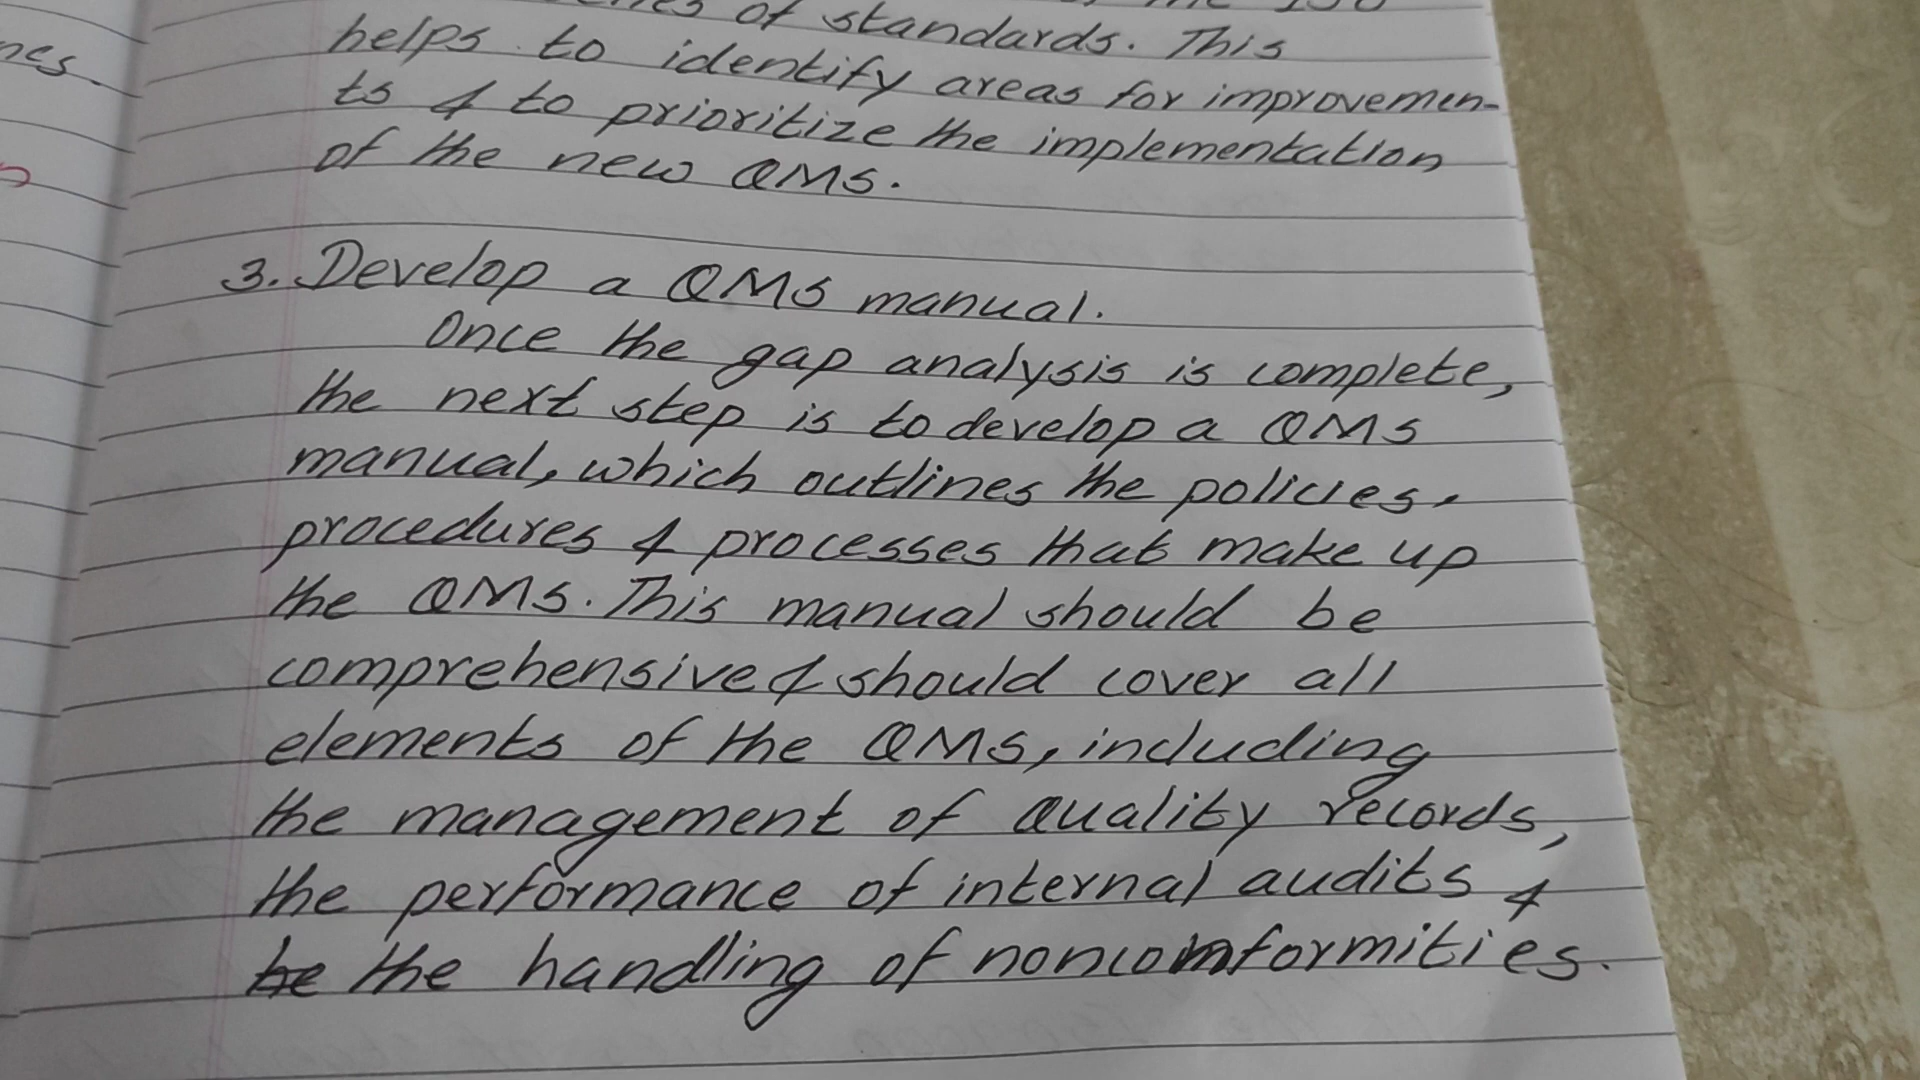 nes.
of standards. This
helps to identify areas for improvemen-
ts & to prioritize the implementation
of the new QMS.
3. Develop a QMS manual.
Once the gap analysis is complete,
the next step is to develop a QMS
manual, which outlines the policies,
procedures & processes that make up
the QMS. This manual should be
comprehensive & should cover all
elements of the QMS, including
the management of Quality records,
the performance of internal audits &
the handling of nonconformities.